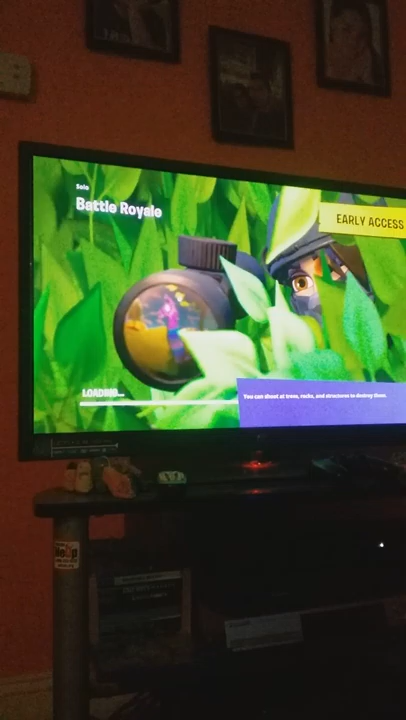 Solo
Battle Royale
EARLY ACCESS
LOADING...
You can shoot at trees, rocks, and structures to destroy them.